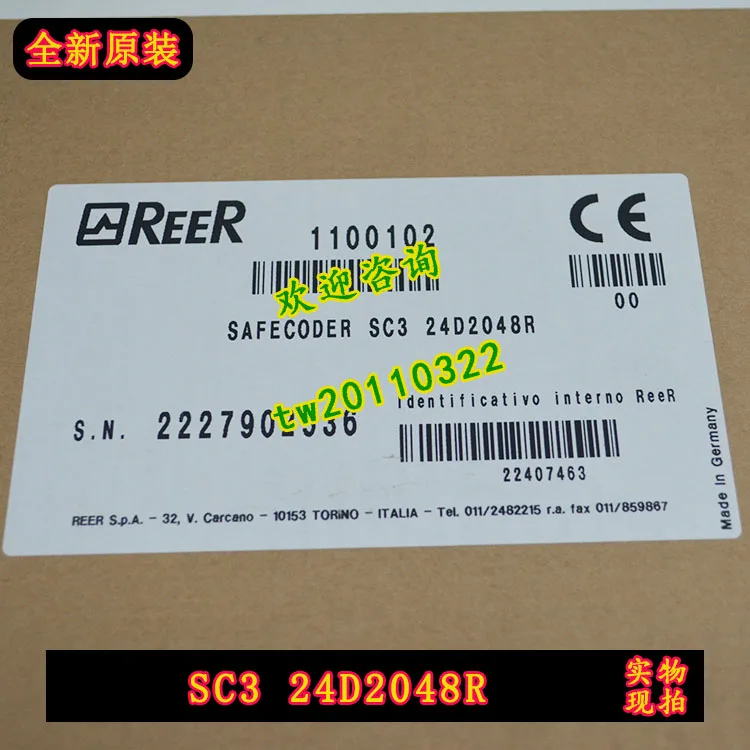 全新原装
REER
1100102
CE
欢迎咨询
00
SAFECODER SC3 24D2048R
tw20110322
Identificativo interno ReeR
S.N.
22407463
Made In Germany
REER S.p.A. - 32, V. Carcano - 10153 TORINO - ITALIA - Tel. 011/2482215 r.a. fax 011/859867
SC3 24D2048R
实物
现拍